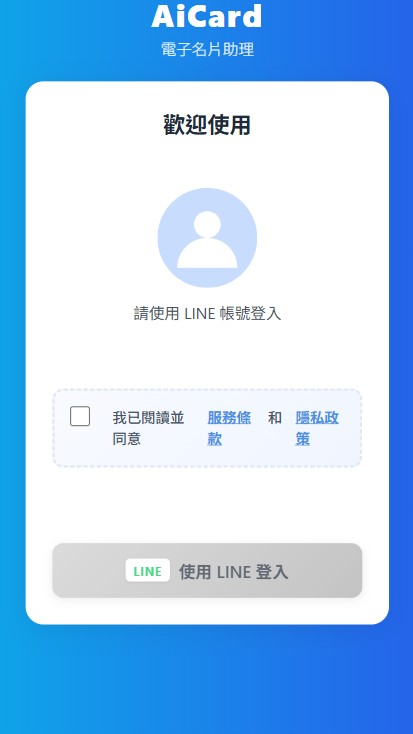 AiCard
電子名片助理
歡迎使用
請使用 LINE 帳號登入
我已閱讀並同意 服務條款 和 隱私政策
LINE 使用 LINE 登入